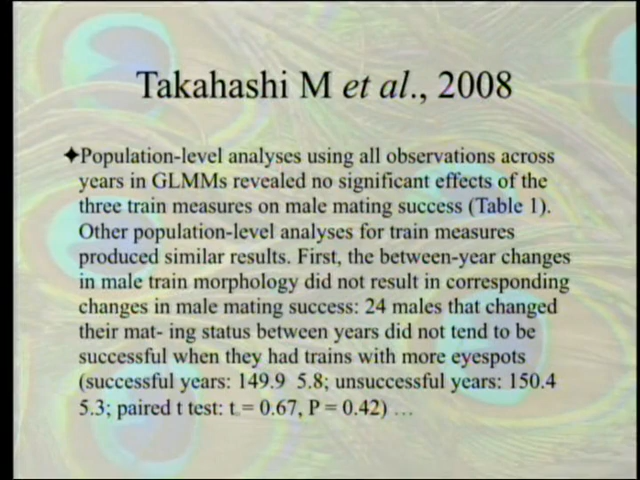 Takahashi M et al., 2008
✦Population-level analyses using all observations across
years in GLMMs revealed no significant effects of the
three train measures on male mating success (Table 1).
Other population-level analyses for train measures
produced similar results. First, the between-year changes
in male train morphology did not result in corresponding
changes in male mating success: 24 males that changed
their mat- ing status between years did not tend to be
successful when they had trains with more eyespots
(successful years: 149.9  5.8; unsuccessful years: 150.4
5.3; paired t test: t = 0.67, P = 0.42) …